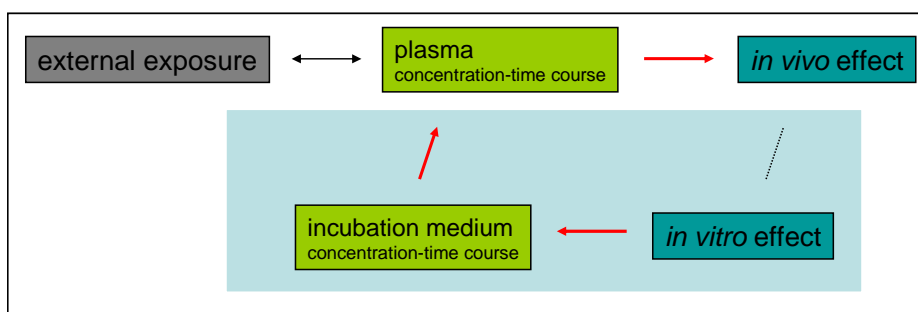 external exposure
plasma
concentration-time course
in vivo effect
incubation medium
concentration-time course
in vitro effect